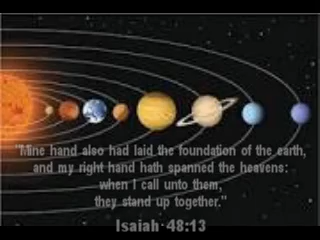 "Mine hand also had laid the foundation of the earth,
and my right hand hath spanned the heavens:
when I call unto them,
they stand up together."
Isaiah 48:13